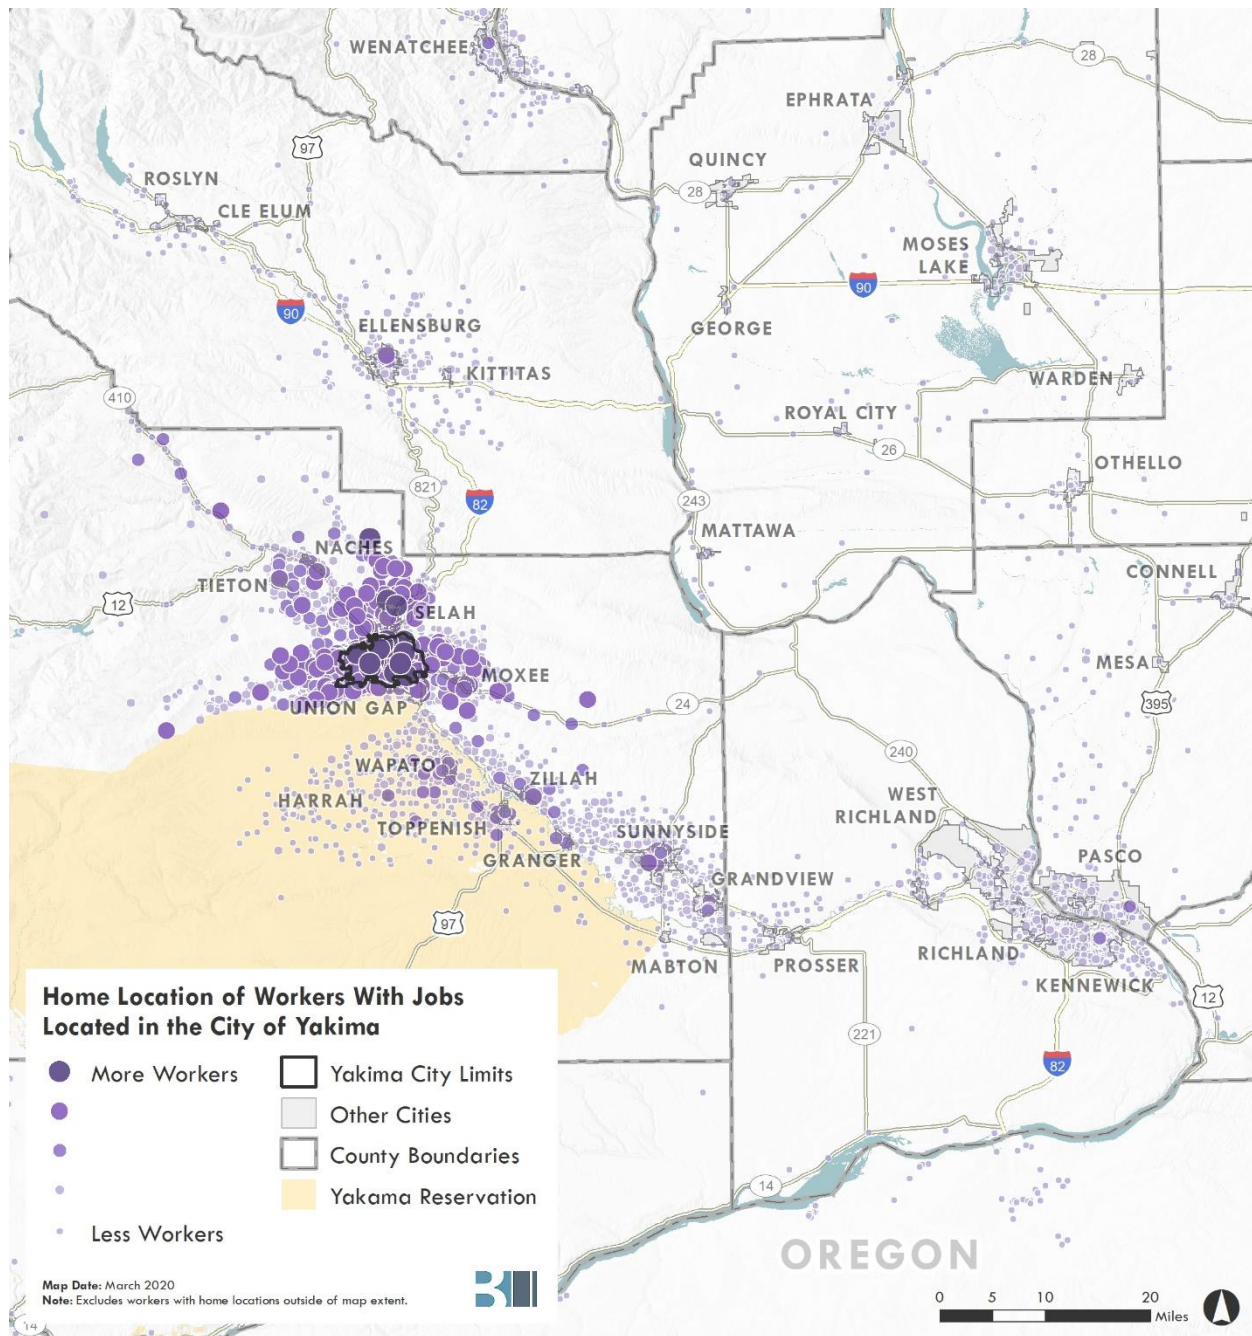 WENATCHEE
28
EPHRATA
97
QUINCY
28
ROSLYN
CLE ELUM
MOSES
LAKE
90
90
ELLENSBURG
GEORGE
KITTITAS
WARDEN
410
ROYAL CITY
26
OTHELLO
821
82
243
MATTAWA
NACHES
TIETON
CONNELL
12
SELAH
MESA
MOXEE
UNION GAP
24
395
240
WAPATO
ZILLAH
HARRAH
WEST
RICHLAND
TOPPENISH
SUNNYSIDE
GRANGER
PASCO
GRANDVIEW
97
MABTON
PROSSER
RICHLAND
KENNEWICK
12
221
82
14
OREGON
Home Location of Workers With Jobs
Located in the City of Yakima
More Workers
Less Workers
Yakima City Limits
Other Cities
County Boundaries
Yakama Reservation
Map Date: March 2020
Note: Excludes workers with home locations outside of map extent.
14
0 5 10 20
Miles